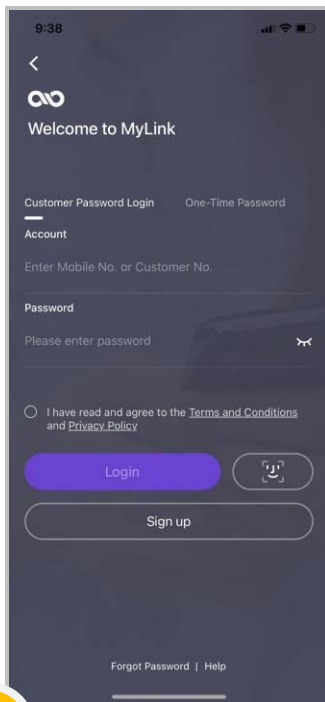 9:38
Welcome to MyLink
Customer Password Login One-Time Password
Account
Enter Mobile No. or Customer No.
Password
Please enter password
I have read and agree to the Terms and Conditions
and Privacy Policy
Login
Sign up
Forgot Password | Help